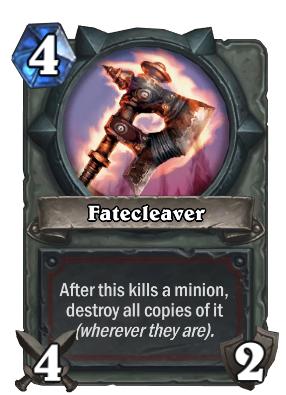 4
Fatecleaver
After this kills a minion,
destroy all copies of it
(wherever they are).
4
2